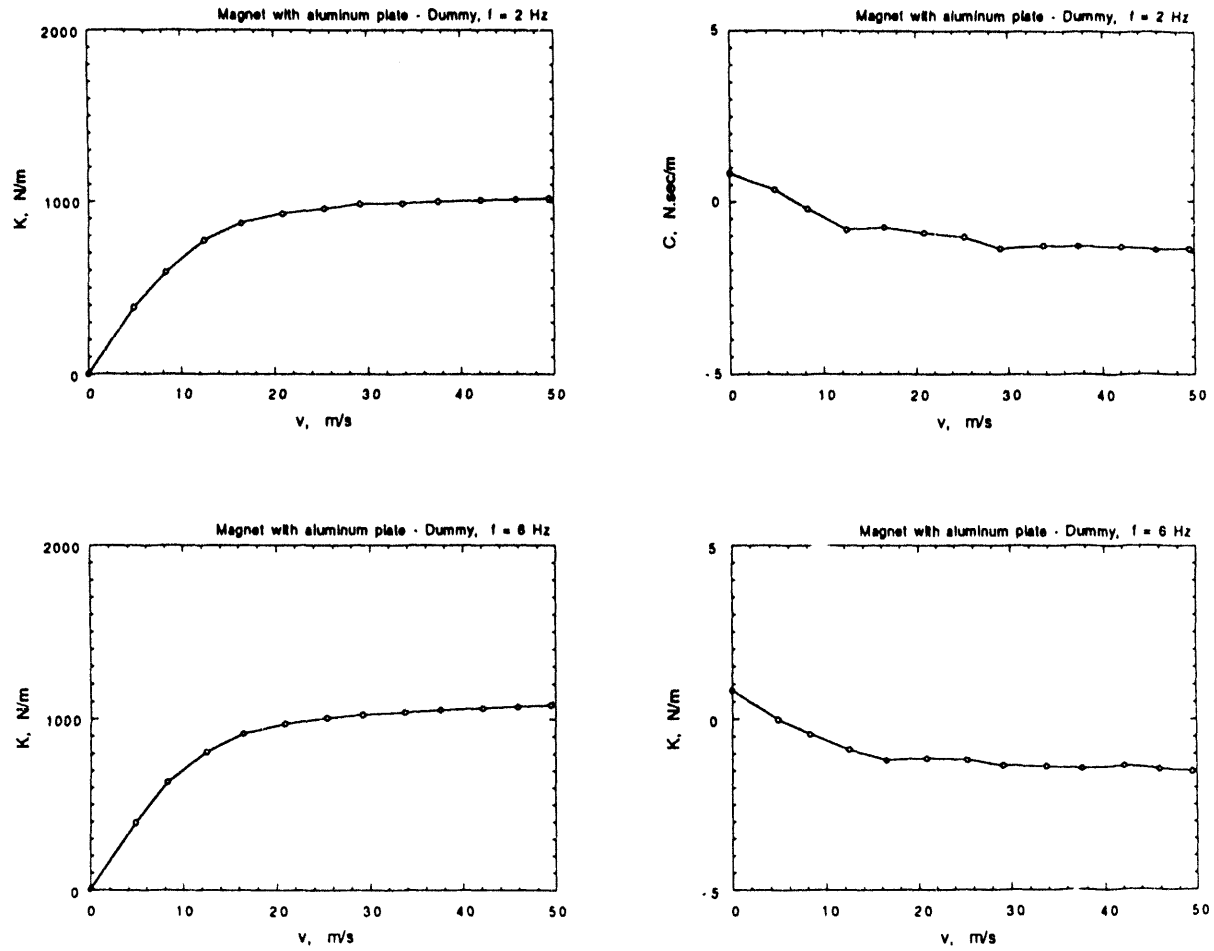 Magnet with aluminum plate - Dummy, f = 2 Hz
2000
1000
0
K, N/m
0 10 20 30 40 50
v, m/s
Magnet with aluminum plate - Dummy, f = 2 Hz
5
0
-5
C, N.sec/m
0 10 20 30 40 50
v, m/s
Magnet with aluminum plate - Dummy, f = 6 Hz
2000
1000
0
K, N/m
0 10 20 30 40 50
v, m/s
Magnet with aluminum plate - Dummy, f = 6 Hz
5
0
-5
K, N/m
0 10 20 30 40 50
v, m/s